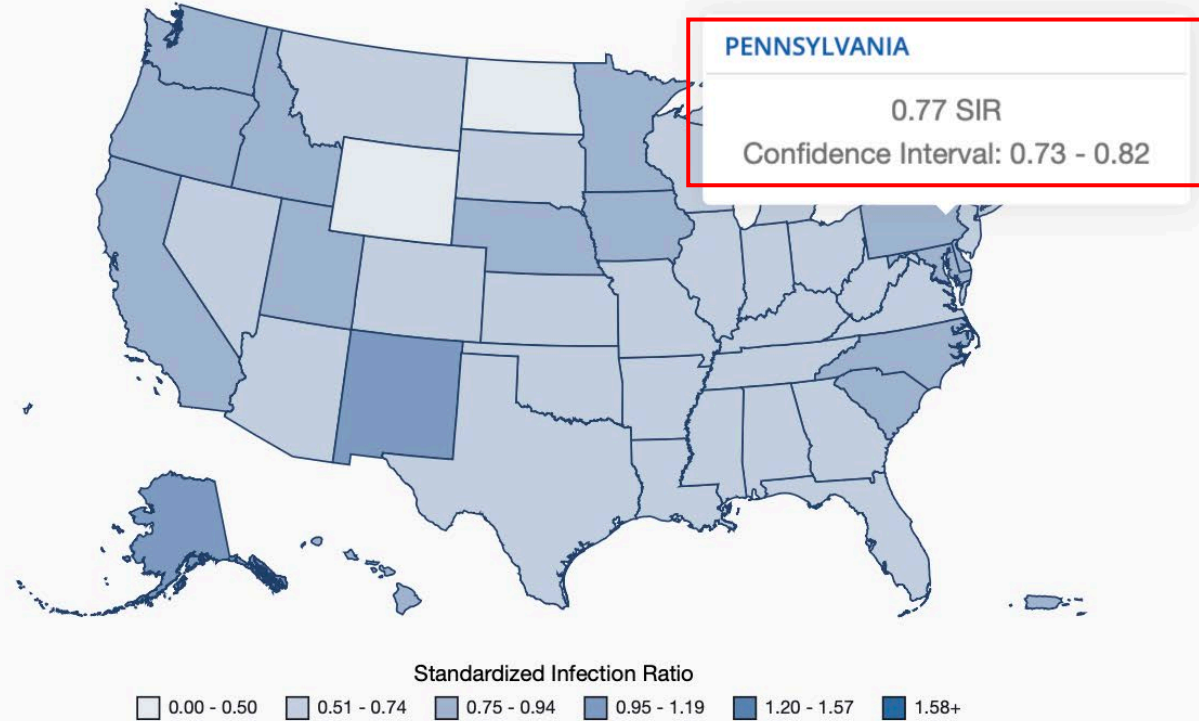 PENNSYLVANIA
0.77 SIR
Confidence Interval: 0.73 - 0.82
Standardized Infection Ratio
0.00 - 0.50 0.51 - 0.74 0.75 - 0.94 0.95 - 1.19 1.20 - 1.57 1.58+